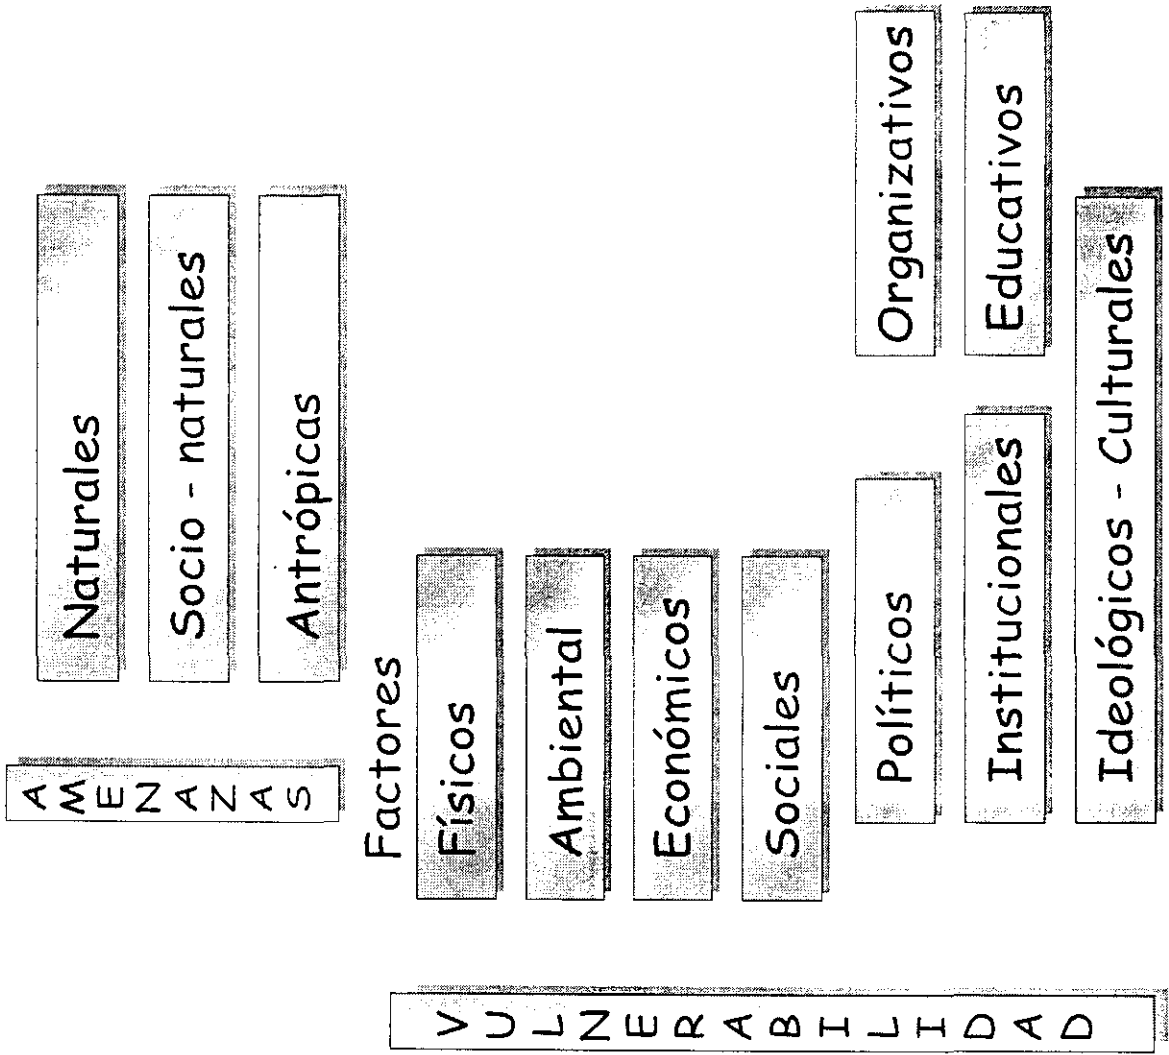 AMENAZAS
Naturales
Socio - naturales
Antrópicas
VULNERABILIDAD
Factores
Físicos
Ambiental
Económicos
Sociales
Políticos
Organizativos
Institucionales
Educativos
Ideológicos - Culturales